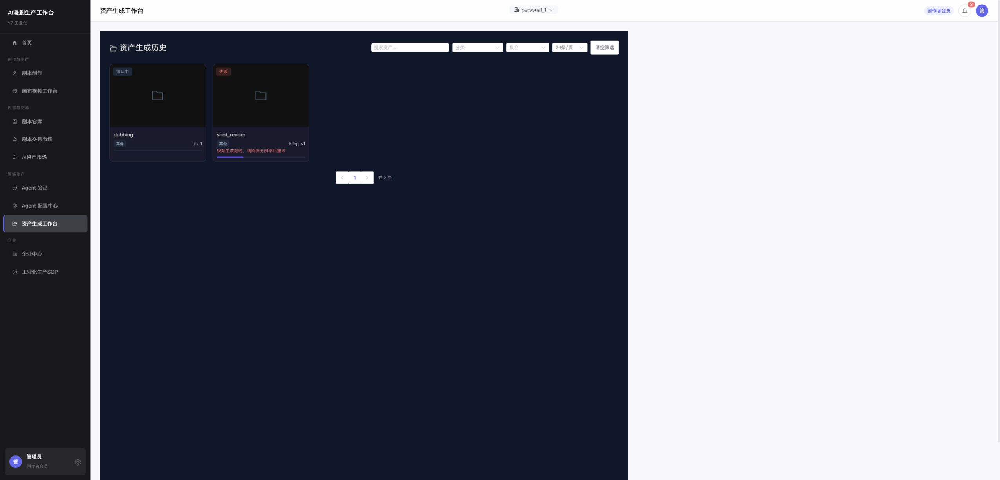 AI漫剧生产工作台
V7 工业化
首页
创作与生产
剧本创作
画布视频工作台
内容与交易
剧本仓库
剧本交易市场
AI资产市场
智能生产
Agent 会话
Agent 配置中心
资产生成工作台
企业
企业中心
工业化生产SOP
管
管理员
创作者会员
资产生成工作台
personal_1
创作者会员
2
管
资产生成历史
搜索资产...
分类
集合
24条/页
清空筛选
排队中
dubbing
其他
tts-1
失败
shot_render
其他
kling-v1
视频生成超时，请降低分辨率后重试
1
共 2 条